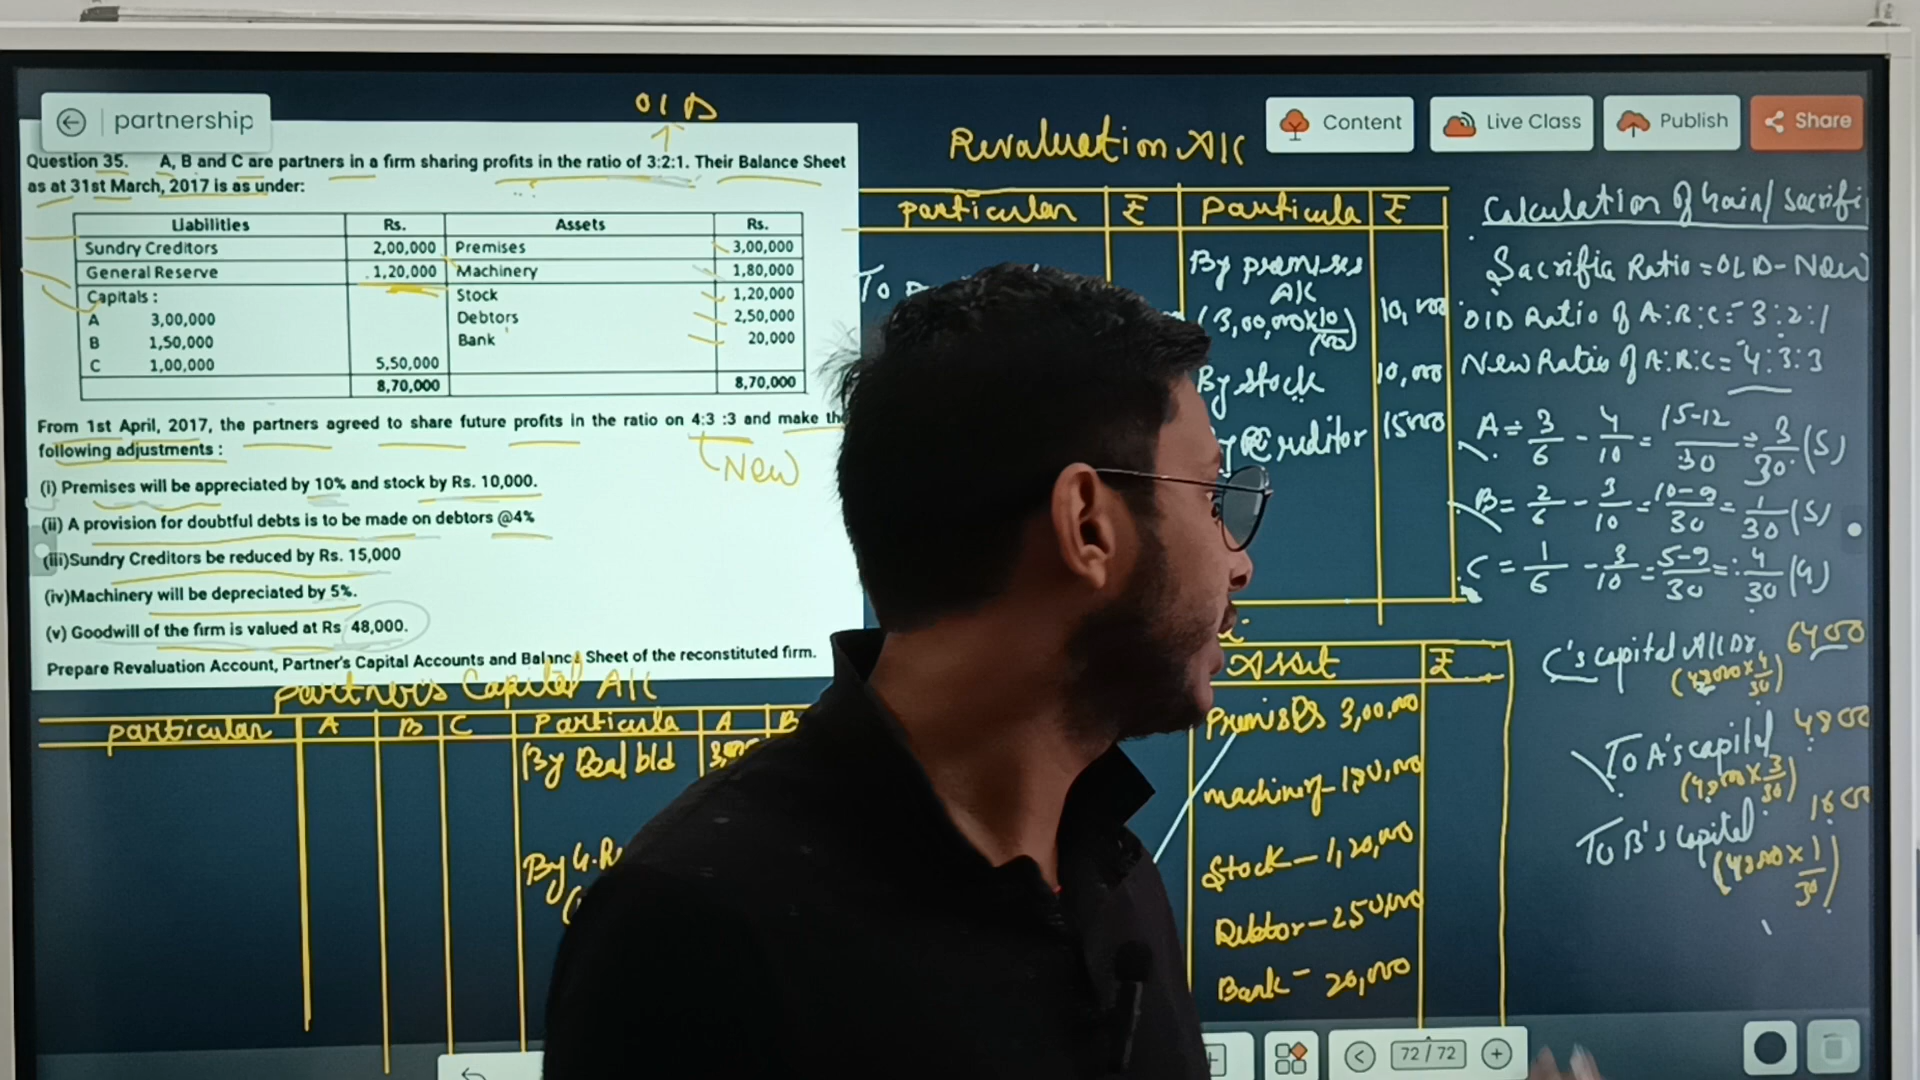 partnership
OLD
Content
Live Class
Publish
Share
Question 35. A, B and C are partners in a firm sharing profits in the ratio of 3:2:1. Their Balance Sheet
as at 31st March, 2017 is as under:
Liabilities Rs. Assets Rs.
Sundry Creditors 2,00,000 Premises 3,00,000
General Reserve 1,20,000 Machinery 1,80,000
Capitals : Stock 1,20,000
A 3,00,000 Debtors 2,50,000
B 1,50,000 Bank 20,000
C 1,00,000 5,50,000
8,70,000 8,70,000
From 1st April, 2017, the partners agreed to share future profits in the ratio on 4:3 :3 and make the
following adjustments :
New
(i) Premises will be appreciated by 10% and stock by Rs. 10,000.
(ii) A provision for doubtful debts is to be made on debtors @4%
(iii)Sundry Creditors be reduced by Rs. 15,000
(iv)Machinery will be depreciated by 5%.
(v) Goodwill of the firm is valued at Rs 48,000.
Prepare Revaluation Account, Partner's Capital Accounts and Balance Sheet of the reconstituted firm.
Revaluation A/C
Particular ₹ Particula ₹
To
By premises
A/C
(3,00,000x10/100) 10,000
By stock 10,000
Creditor 15000
Calculation of Gain/ Sacrifi
Sacrific Ratio = OLD-New
OLD Ratio of A:B:C = 3:2:1
New Ratio of A:B:C = 4:3:3
A = 3/6 - 4/10 = 15-12/30 = 3/30 (S)
B = 2/6 - 3/10 = 10-9/30 = 1/30 (S)
C = 1/6 - 3/10 = 5-9/30 = 4/30 (G)
C's capital A/C Dr 6400
(48000x4/30)
To A's capital 4800
(48000x3/30)
To B's capital 1600
(48000x1/30)
Partner's Capital A/C
Particular A B C Particula A B
By Bal b/d
By G.R
Asset ₹
Premises 3,00,000
machinery-180,000
Stock-1,20,000
Debtor-250,000
Bank-20,000
72 / 72